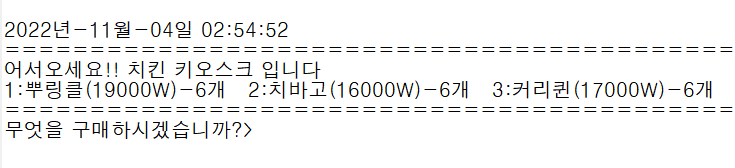 2022년-11월-04일 02:54:52
===========================================
어서오세요!! 치킨 키오스크 입니다
1:뿌링클(19000W)-6개 2:치바고(16000W)-6개 3:커리퀸(17000W)-6개
===========================================
무엇을 구매하시겠습니까?>